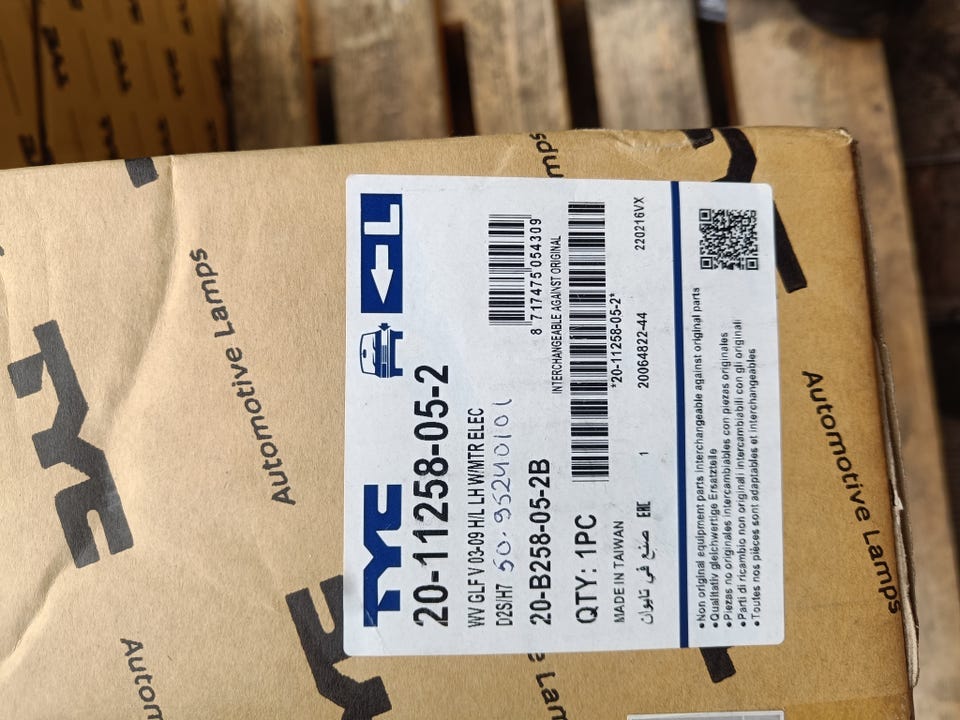 TYC
L
20-11258-05-2
WV GLF V 03-09 H/L LH W/MTR ELEC
D2S/H7
50.95240101
8 717475 054309
20-B258-05-2B
INTERCHANGEABLE AGAINST ORIGINAL
QTY: 1PC
*20-11258-05-2*
MADE IN TAIWAN
20064822-44
220216VX
صنع في تايوان
EAC
1
•Non original equipment parts interchangeable against original parts
•Qualitativ gleichwertige Ersatzteile
•Piezas no originales intercambiables con piezas originales
•Parti di ricambio non originali intercambiabili con gli originali
•Toutes nos pièces sont adaptables et interchangeables
TYC
Automotive Lamps
Automotive Lamps